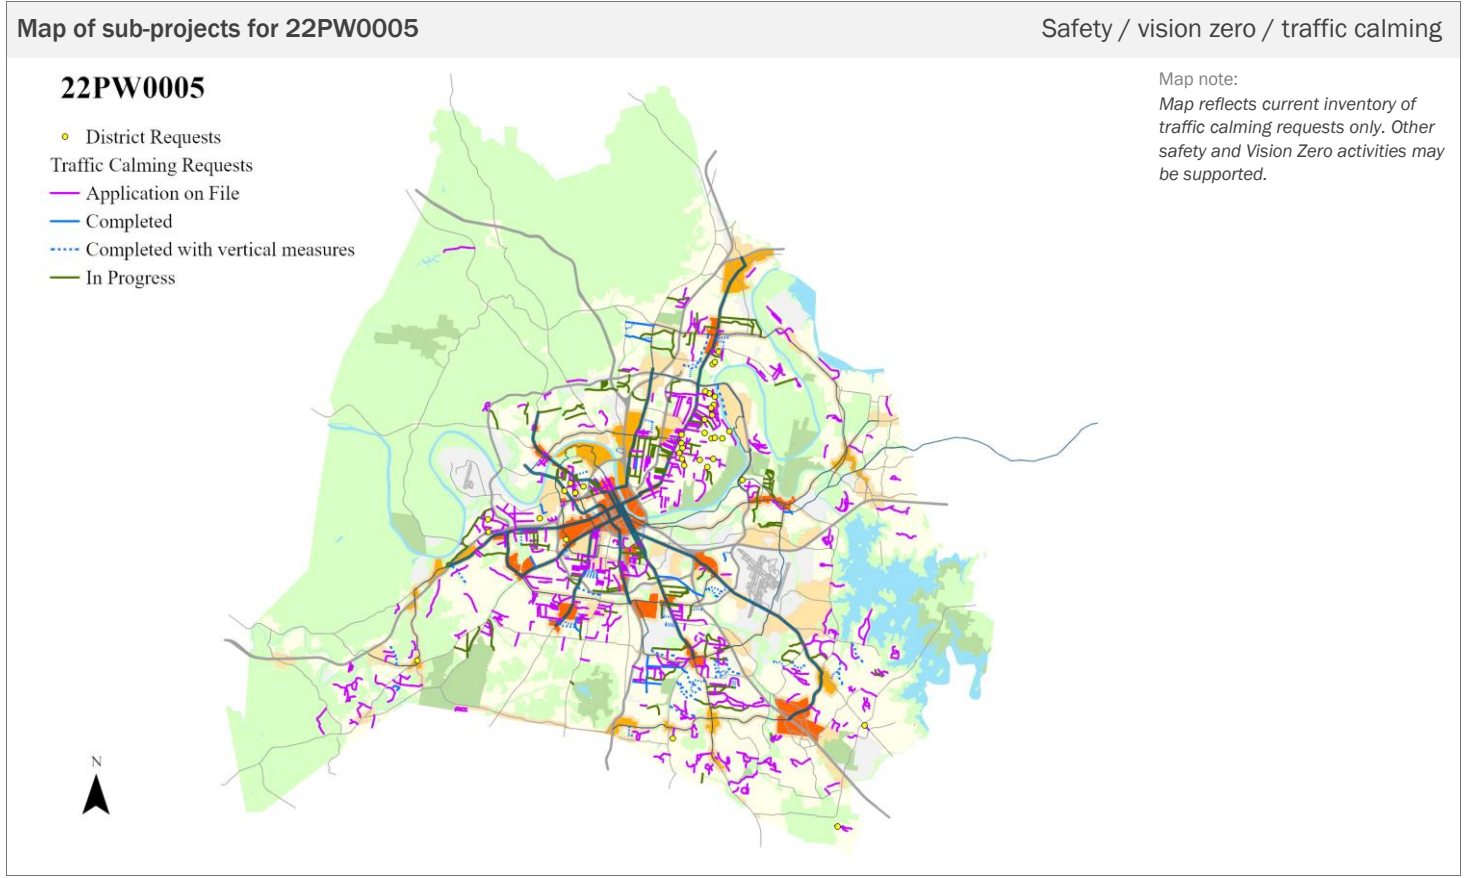 Map of sub-projects for 22PW0005
Safety / vision zero / traffic calming
22PW0005
District Requests
Traffic Calming Requests
Application on File
Completed
Completed with vertical measures
In Progress
Map note:
Map reflects current inventory of
traffic calming requests only. Other
safety and Vision Zero activities may
be supported.
N